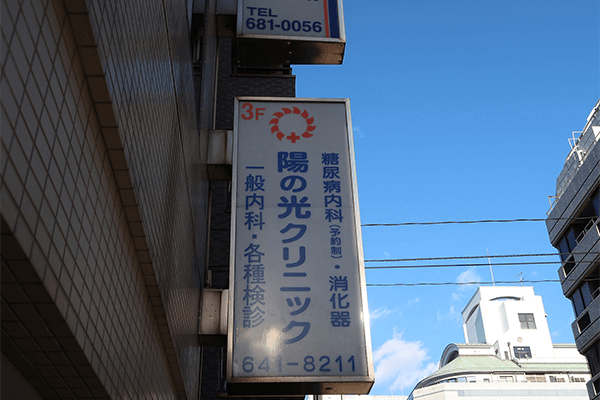 TEL
681-0056
3F
糖尿病内科(予約制)・消化器
陽の光クリニック
一般内科・各種検診
641-8211